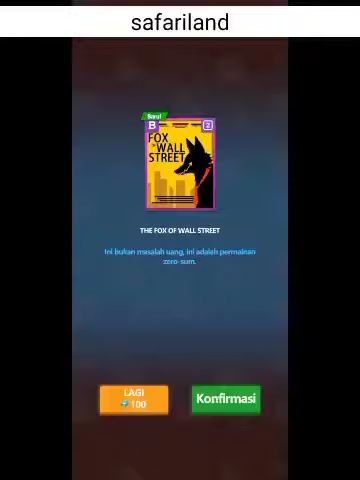 safariland
Baru!
B
2
FOX
OF WALL
STREET
THE FOX OF WALL STREET
Ini bukan masalah uang, ini adalah permainan
zero-sum.
LAGI
100
Konfirmasi